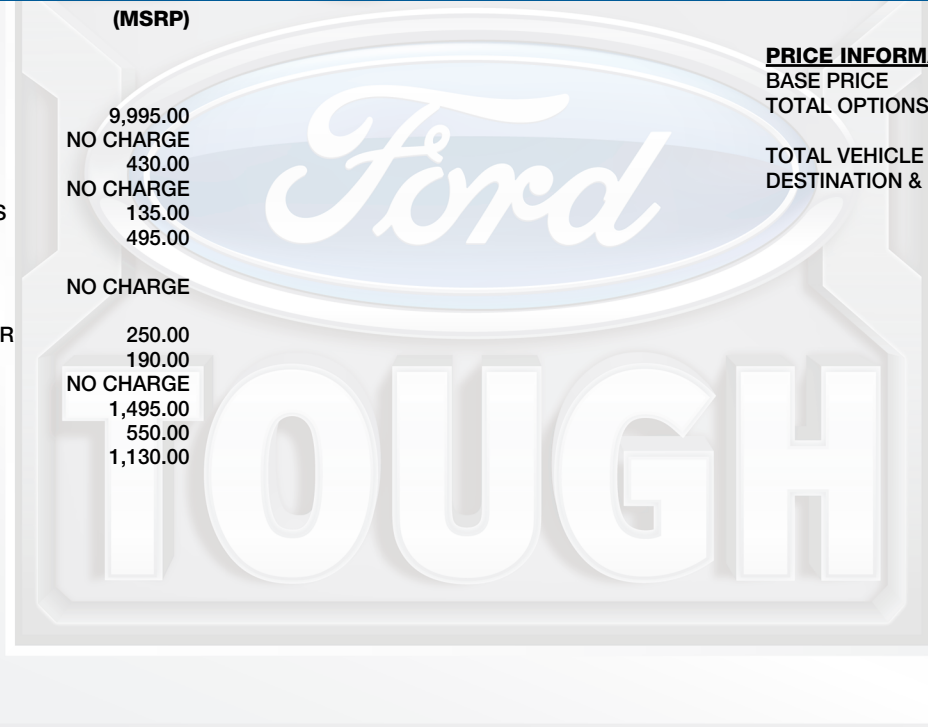 (MSRP)
9,995.00
NO CHARGE
430.00
NO CHARGE
S 135.00
495.00
NO CHARGE
R 250.00
190.00
NO CHARGE
1,495.00
550.00
1,130.00
PRICE INFORMA
BASE PRICE
TOTAL OPTIONS
TOTAL VEHICLE
DESTINATION &
Ford
TOUGH